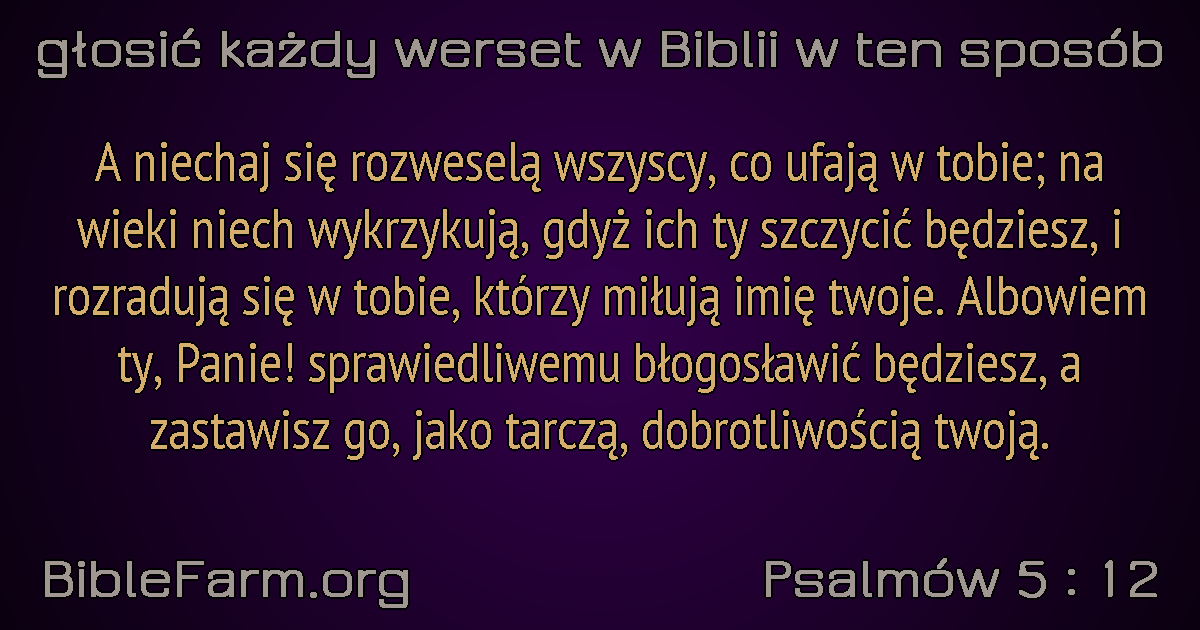 głosić każdy werset w Biblii w ten sposób
A niechaj się rozweselą wszyscy, co ufają w tobie; na
wieki niech wykrzykują, gdyż ich ty szczycić będziesz, i
rozradują się w tobie, którzy miłują imię twoje. Albowiem
ty, Panie! sprawiedliwemu błogosławić będziesz, a
zastawisz go, jako tarczą, dobrotliwością twoją.
BibleFarm.org
Psalmów 5 : 12